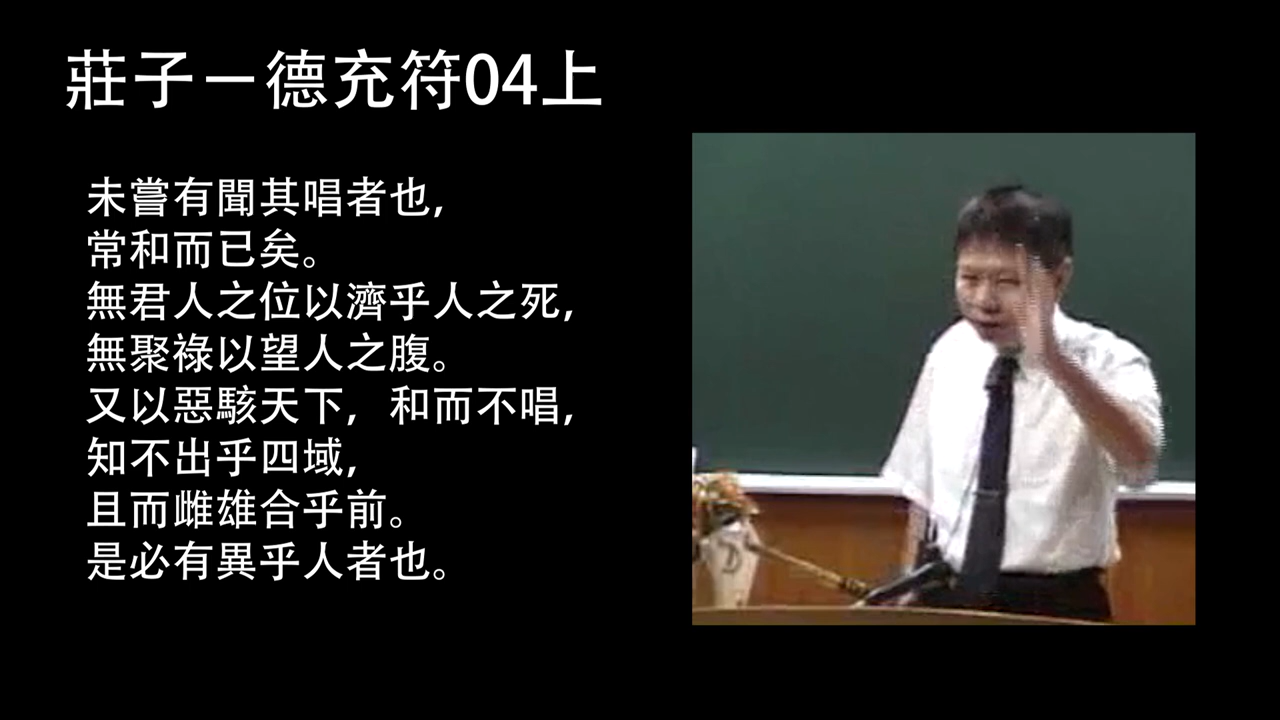 莊子－德充符04上
未嘗有聞其唱者也,
常和而已矣。
無君人之位以濟乎人之死,
無聚祿以望人之腹。
又以惡駭天下, 和而不唱,
知不出乎四域,
且而雌雄合乎前。
是必有異乎人者也。